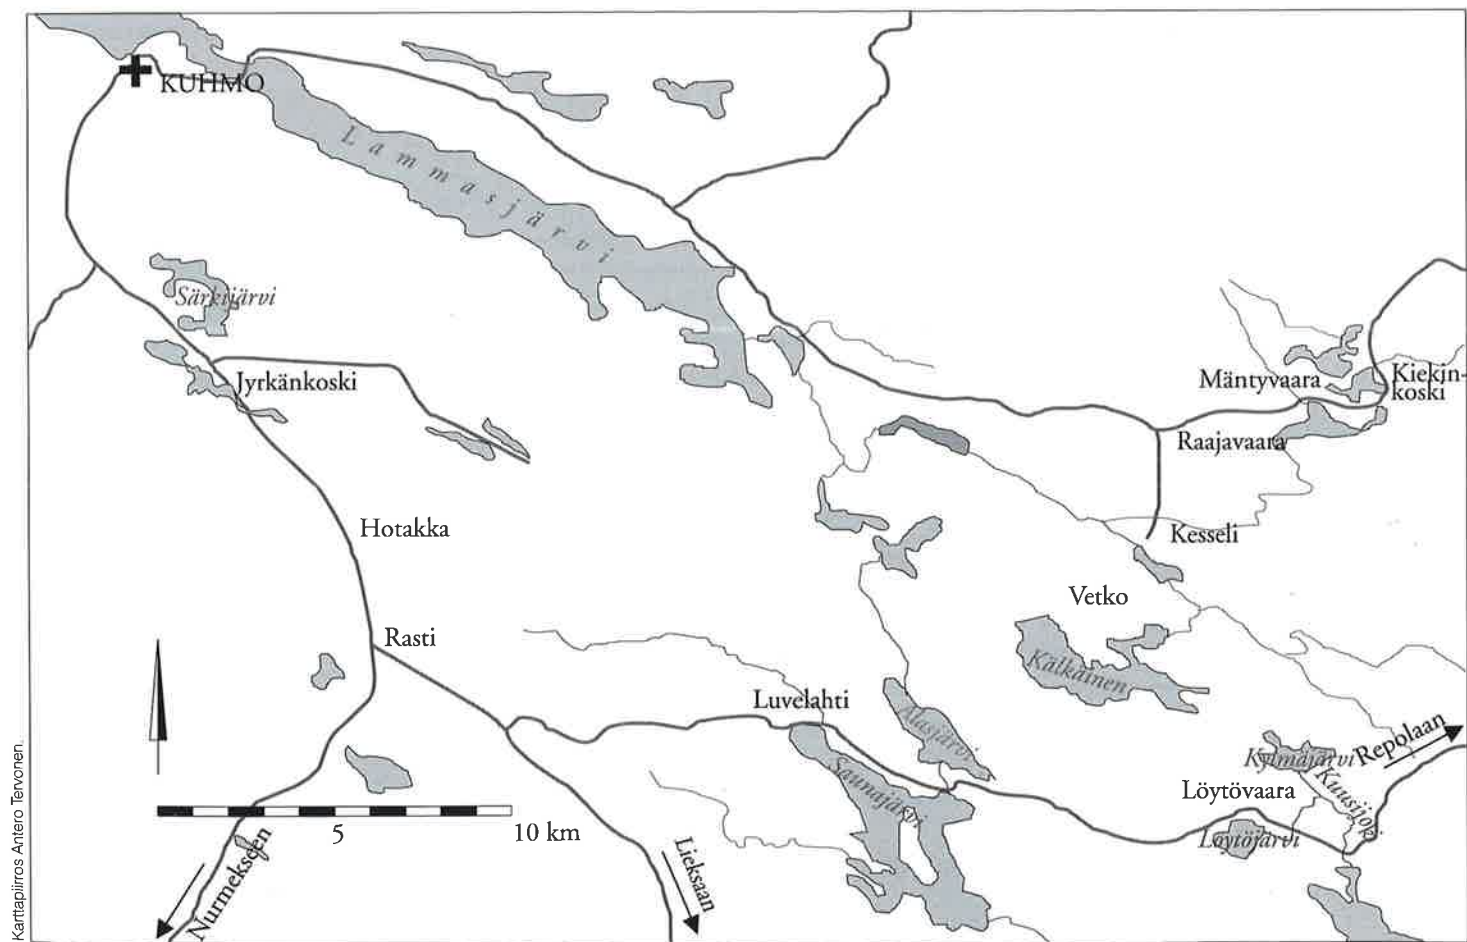 KUHMO
Lammasjärvi
Särkijärvi
Jyrkänkoski
Mäntyvaara
Kiekin-
koski
Raajavaara
Hotakka
Kesseli
Vetko
Rasti
Kälkäinen
Luvelahti
Alasjärvi
Repolaan
Kylmäjärvi
Saunajärvi
Kuusijoki
Löytövaara
5
10 km
Löytöjärvi
Nurmekseen
Lieksaan
Karttapiirros Antero Tervonen.